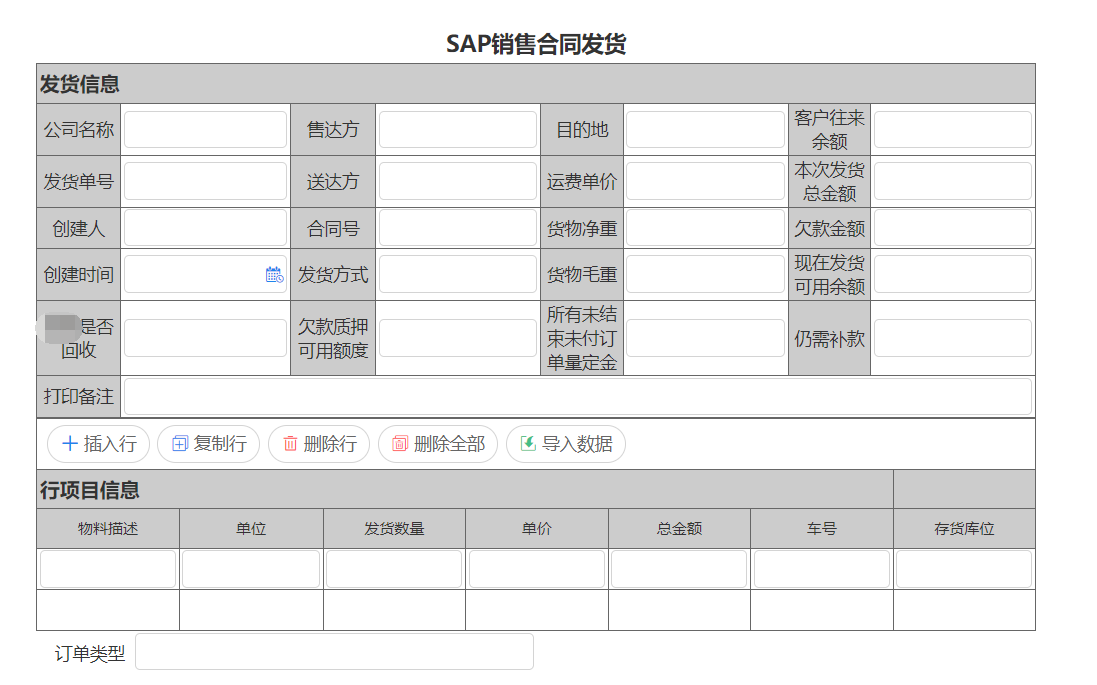 SAP销售合同发货
发货信息
公司名称 售达方 目的地 客户往来
余额
发货单号 送达方 运费单价 本次发货
总金额
创建人 合同号 货物净重 欠款金额
创建时间 发货方式 货物毛重 现在发货
可用余额
是否
回收
欠款质押
可用额度
所有未结
束未付订
单量定金
仍需补款
打印备注
插入行 复制行 删除行 删除全部 导入数据
行项目信息
物料描述 单位 发货数量 单价 总金额 车号 存货库位
订单类型